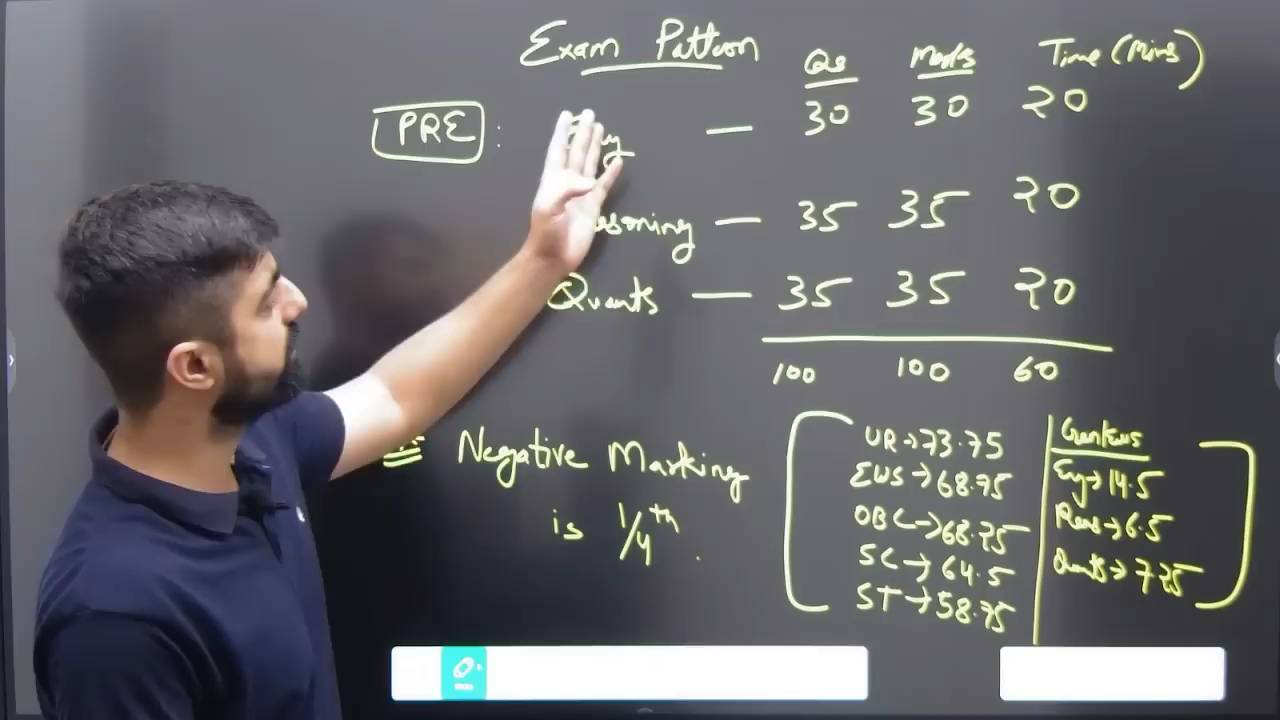 Exam Pattern Qs Marks Time (Mins)
PRE : — 30 30 20
Reasoning — 35 35 20
Quants — 35 35 20
100 100 60
Negative Marking
is 1/4th.
UR → 73.75
EWS → 68.75
OBC → 68.25
SC → 64.5
ST → 58.75
Eng → 14.5
Reas → 6.5
Quants → 7.25